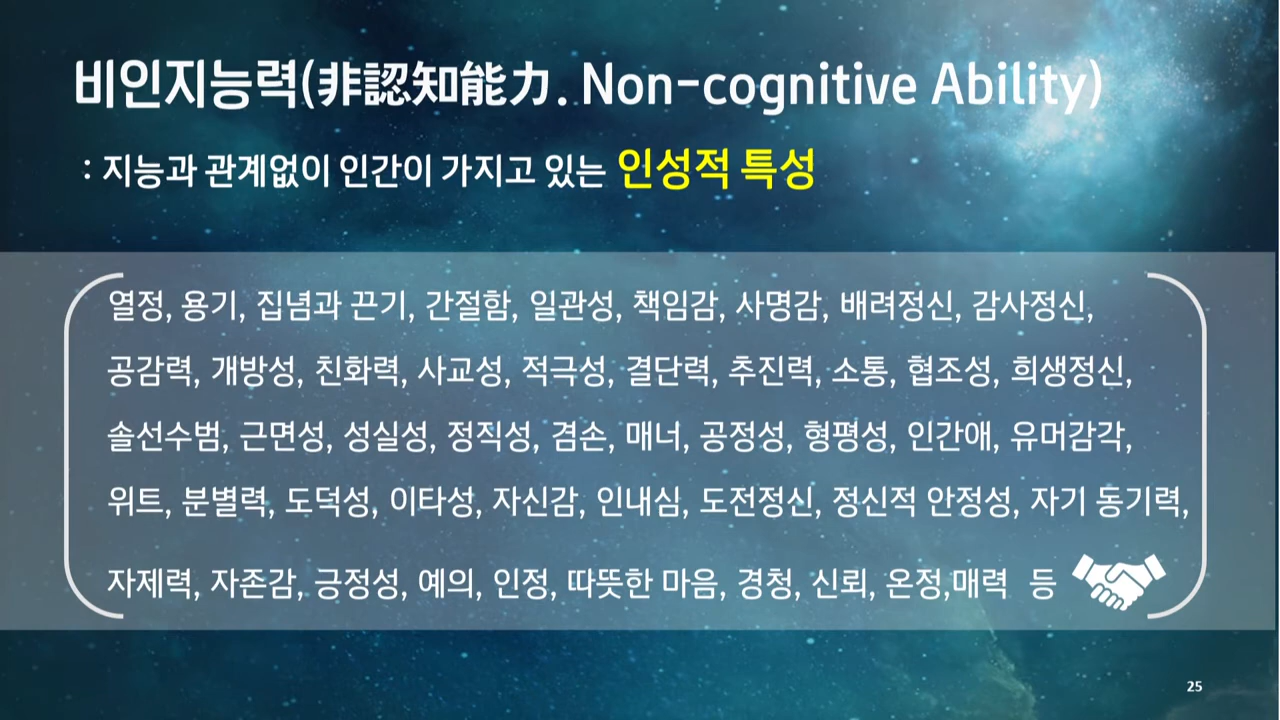 비인지능력(非認知能力. Non-cognitive Ability)
: 지능과 관계없이 인간이 가지고 있는 인성적 특성
열정, 용기, 집념과 끈기, 간절함, 일관성, 책임감, 사명감, 배려정신, 감사정신,
공감력, 개방성, 친화력, 사교성, 적극성, 결단력, 추진력, 소통, 협조성, 희생정신,
솔선수범, 근면성, 성실성, 정직성, 겸손, 매너, 공정성, 형평성, 인간애, 유머감각,
위트, 분별력, 도덕성, 이타성, 자신감, 인내심, 도전정신, 정신적 안정성, 자기 동기력,
자제력, 자존감, 긍정성, 예의, 인정, 따뜻한 마음, 경청, 신뢰, 온정,매력 등
25